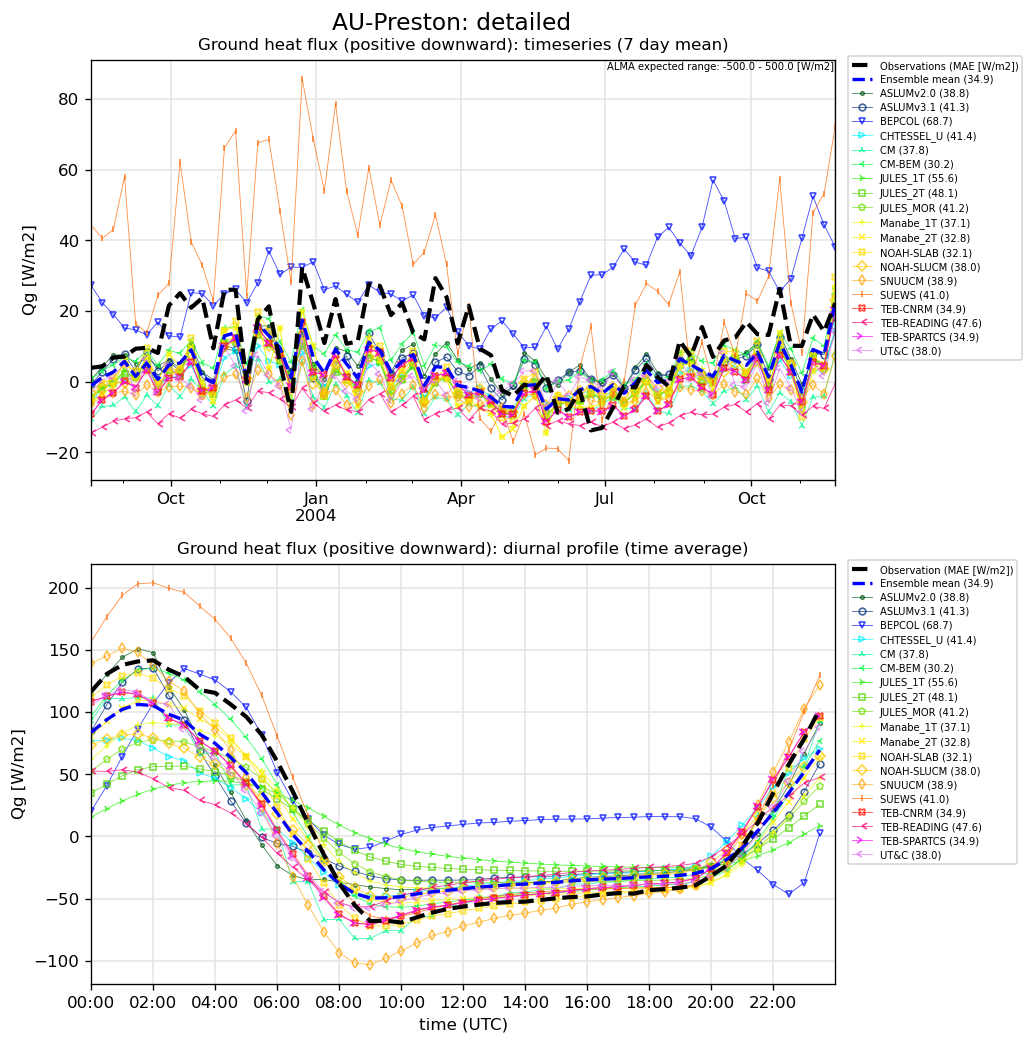 AU-Preston: detailed
Ground heat flux (positive downward): timeseries (7 day mean)
ALMA expected range: -500.0 - 500.0 [W/m2]
Qg [W/m2]
80
60
40
20
0
−20
Oct
Jan
2004
Apr
Jul
Oct
Observations (MAE [W/m2])
Ensemble mean (34.9)
ASLUMv2.0 (38.8)
ASLUMv3.1 (41.3)
BEPCOL (68.7)
CHTESSEL_U (41.4)
CM (37.8)
CM-BEM (30.2)
JULES_1T (55.6)
JULES_2T (48.1)
JULES_MOR (41.2)
Manabe_1T (37.1)
Manabe_2T (32.8)
NOAH-SLAB (32.1)
NOAH-SLUCM (38.0)
SNUUCM (38.9)
SUEWS (41.0)
TEB-CNRM (34.9)
TEB-READING (47.6)
TEB-SPARTCS (34.9)
UT&C (38.0)
Ground heat flux (positive downward): diurnal profile (time average)
Qg [W/m2]
200
150
100
50
0
−50
−100
00:00
02:00
04:00
06:00
08:00
10:00
12:00
14:00
16:00
18:00
20:00
22:00
time (UTC)
Observation (MAE [W/m2])
Ensemble mean (34.9)
ASLUMv2.0 (38.8)
ASLUMv3.1 (41.3)
BEPCOL (68.7)
CHTESSEL_U (41.4)
CM (37.8)
CM-BEM (30.2)
JULES_1T (55.6)
JULES_2T (48.1)
JULES_MOR (41.2)
Manabe_1T (37.1)
Manabe_2T (32.8)
NOAH-SLAB (32.1)
NOAH-SLUCM (38.0)
SNUUCM (38.9)
SUEWS (41.0)
TEB-CNRM (34.9)
TEB-READING (47.6)
TEB-SPARTCS (34.9)
UT&C (38.0)